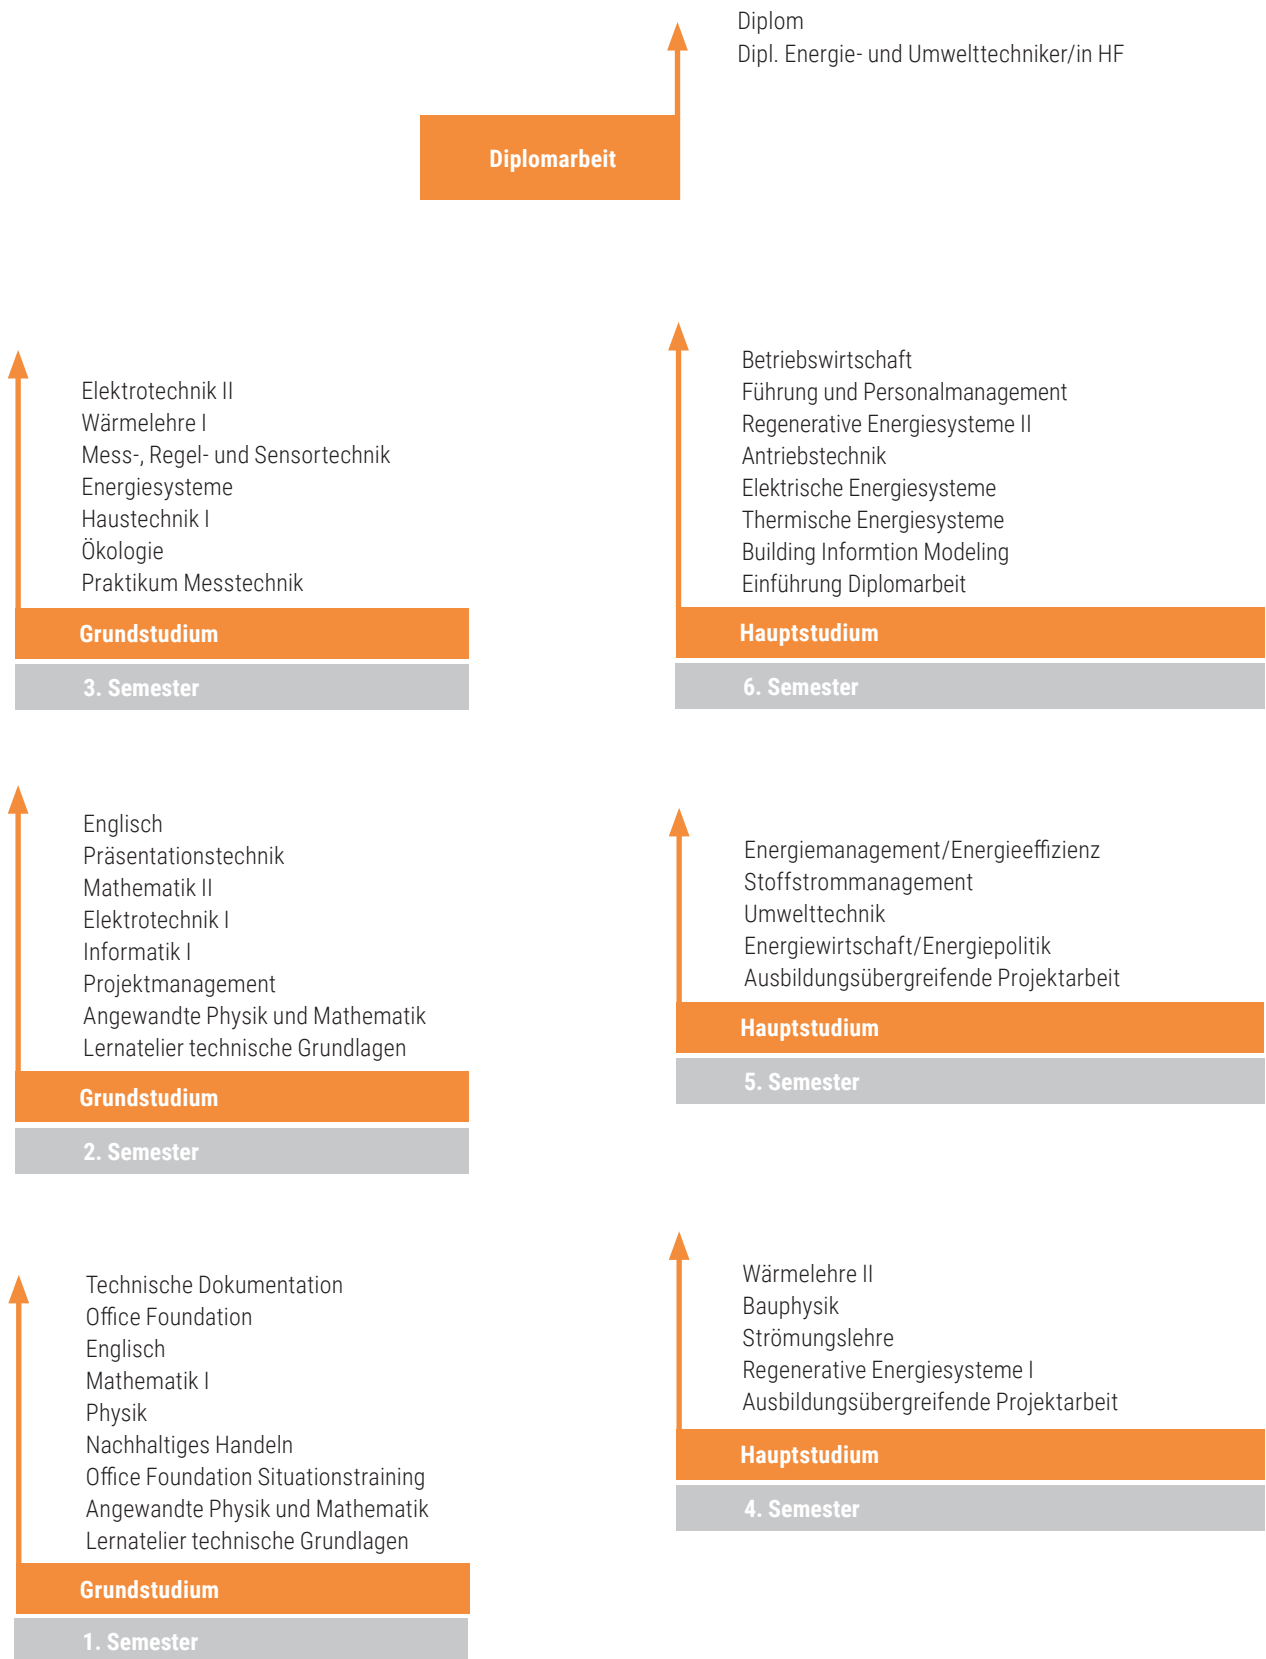 Diplom
Dipl. Energie- und Umwelttechniker/in HF
Diplomarbeit
Elektrotechnik II
Wärmelehre I
Mess-, Regel- und Sensortechnik
Energiesysteme
Haustechnik I
Ökologie
Praktikum Messtechnik
Grundstudium
3. Semester
Betriebswirtschaft
Führung und Personalmanagement
Regenerative Energiesysteme II
Antriebstechnik
Elektrische Energiesysteme
Thermische Energiesysteme
Building Informtion Modeling
Einführung Diplomarbeit
Hauptstudium
6. Semester
Englisch
Präsentationstechnik
Mathematik II
Elektrotechnik I
Informatik I
Projektmanagement
Angewandte Physik und Mathematik
Lernatelier technische Grundlagen
Grundstudium
2. Semester
Energiemanagement/Energieeffizienz
Stoffstrommanagement
Umwelttechnik
Energiewirtschaft/Energiepolitik
Ausbildungsübergreifende Projektarbeit
Hauptstudium
5. Semester
Technische Dokumentation
Office Foundation
Englisch
Mathematik I
Physik
Nachhaltiges Handeln
Office Foundation Situationstraining
Angewandte Physik und Mathematik
Lernatelier technische Grundlagen
Grundstudium
1. Semester
Wärmelehre II
Bauphysik
Strömungslehre
Regenerative Energiesysteme I
Ausbildungsübergreifende Projektarbeit
Hauptstudium
4. Semester